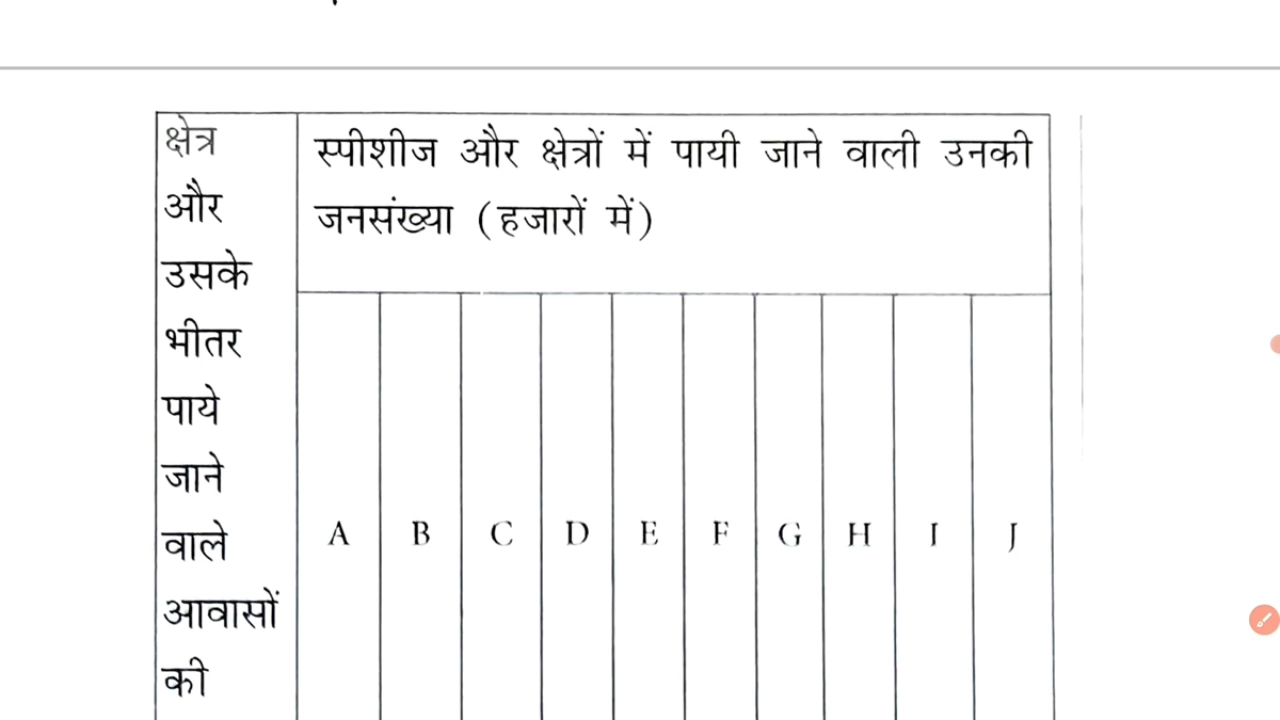 क्षेत्र
और
उसके
भीतर
पाये
जाने
वाले
आवासों
की
स्पीशीज और क्षेत्रों में पायी जाने वाली उनकी
जनसंख्या (हजारों में)
A B C D E F G H I J